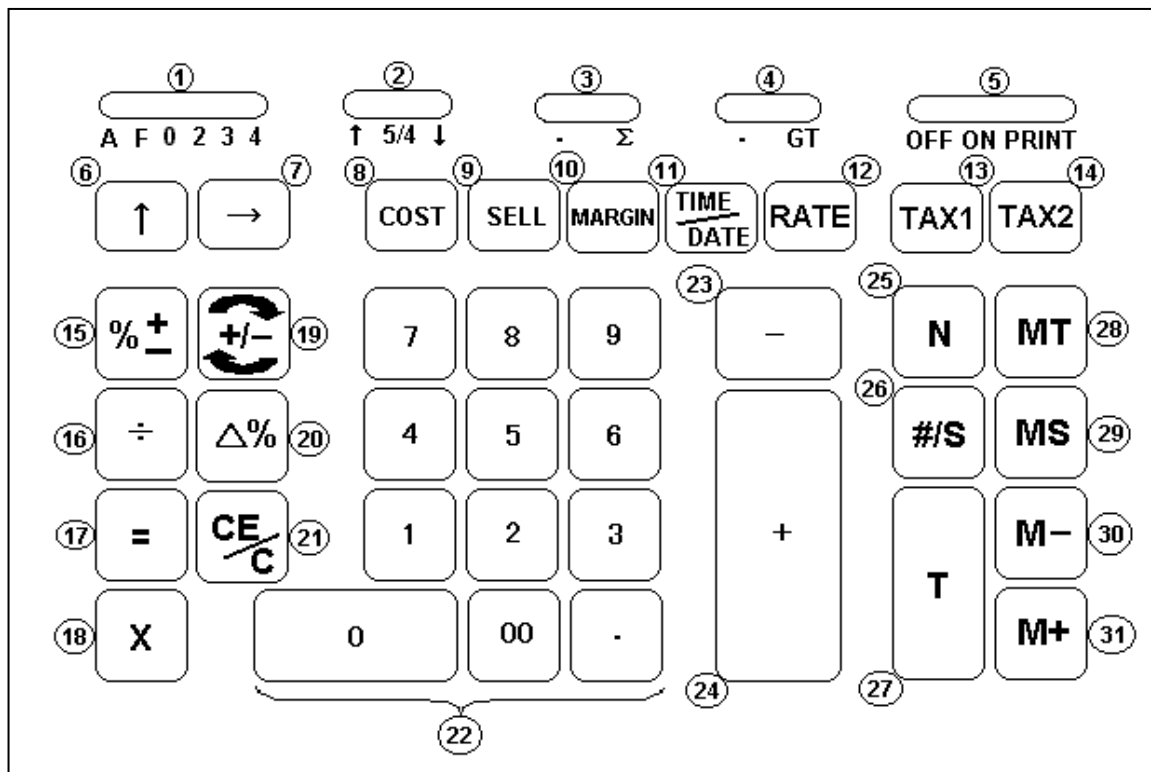 1 2 3 4 5
A F 0 2 3 4 ↑ 5/4 ↓ - Σ - GT OFF ON PRINT
6 7 8 9 10 11 12 13 14
↑ → COST SELL MARGIN TIME/DATE RATE TAX1 TAX2
23 25
15 %± +/− 19 7 8 9 − N MT 28
26
16 ÷ △% 20 4 5 6 #/S MS 29
17 = CE/C 21 1 2 3 + T M− 30
18 X 0 00 . M+ 31
24 27
22